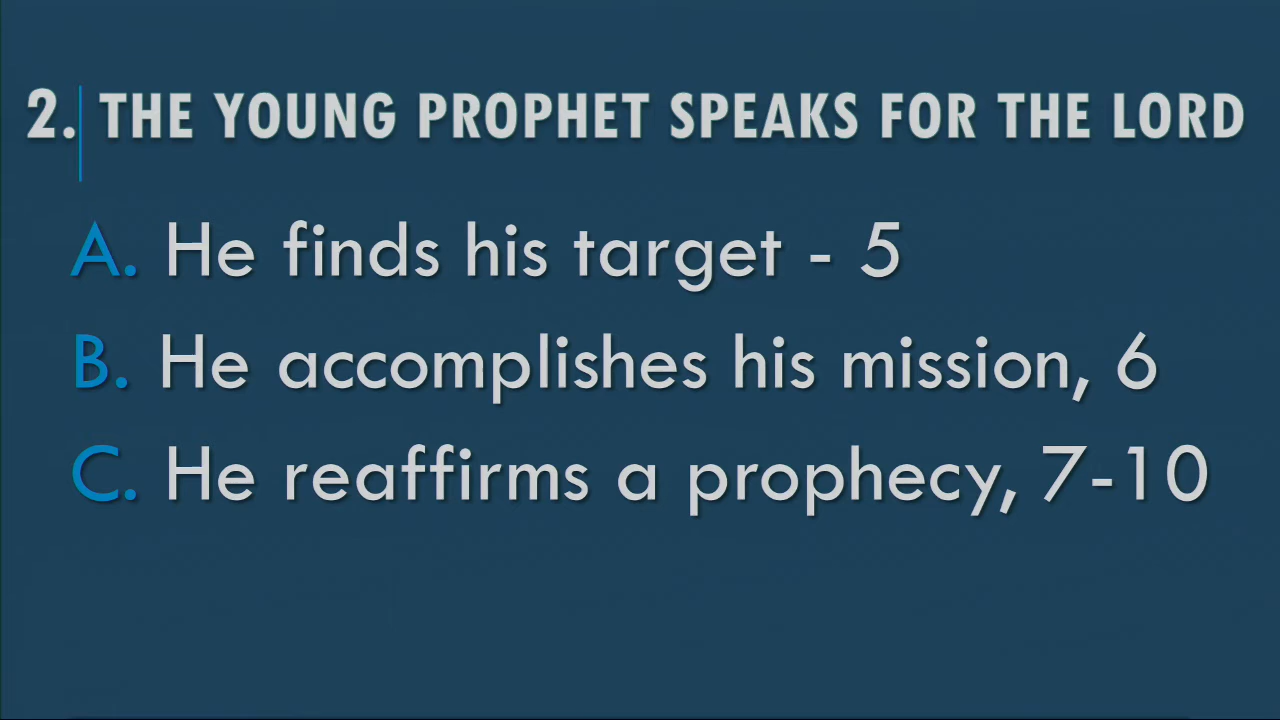 2. THE YOUNG PROPHET SPEAKS FOR THE LORD
A. He finds his target - 5
B. He accomplishes his mission, 6
C. He reaffirms a prophecy, 7-10